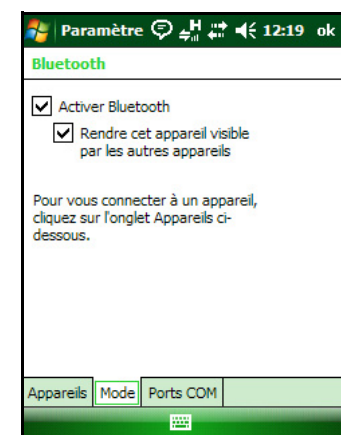 Paramètre H 12:19 ok
Bluetooth
Activer Bluetooth
Rendre cet appareil visible
par les autres appareils
Pour vous connecter à un appareil,
cliquez sur l'onglet Appareils ci-
dessous.
Appareils Mode Ports COM